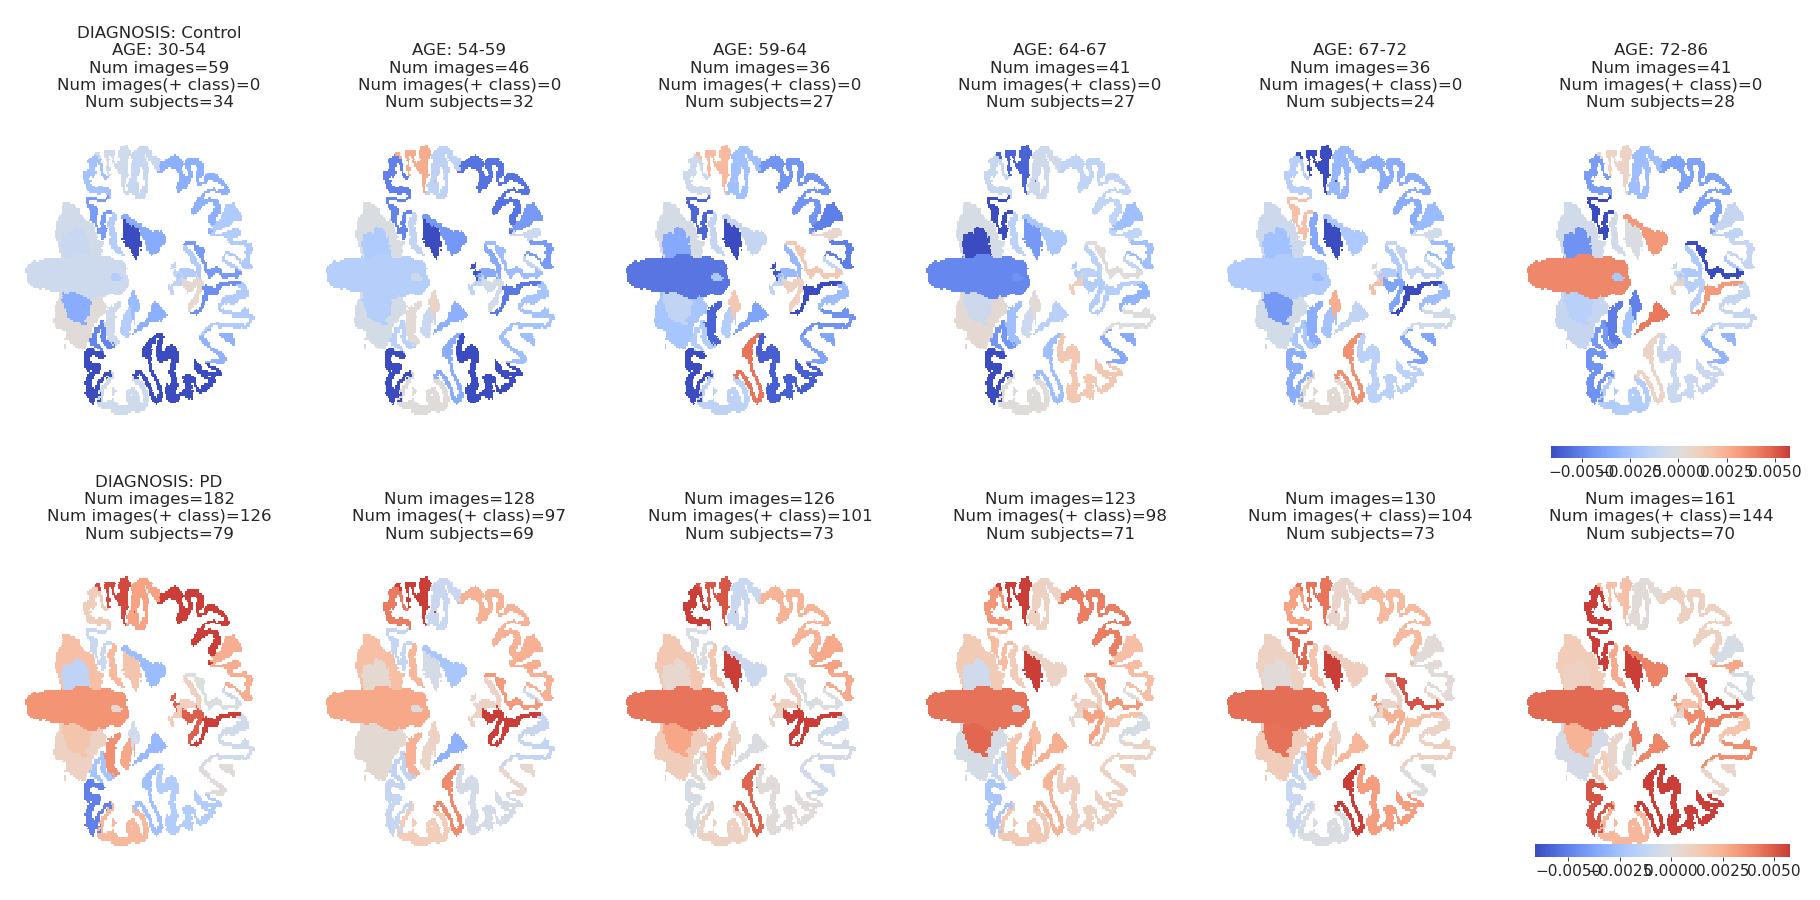 DIAGNOSIS: Control
AGE: 30-54
Num images=59
Num images(+ class)=0
Num subjects=34
AGE: 54-59
Num images=46
Num images(+ class)=0
Num subjects=32
AGE: 59-64
Num images=36
Num images(+ class)=0
Num subjects=27
AGE: 64-67
Num images=41
Num images(+ class)=0
Num subjects=27
AGE: 67-72
Num images=36
Num images(+ class)=0
Num subjects=24
AGE: 72-86
Num images=41
Num images(+ class)=0
Num subjects=28
−0.0050 −0.0025 0.0000 0.0025 0.0050
DIAGNOSIS: PD
Num images=182
Num images(+ class)=126
Num subjects=79
Num images=128
Num images(+ class)=97
Num subjects=69
Num images=126
Num images(+ class)=101
Num subjects=73
Num images=123
Num images(+ class)=98
Num subjects=71
Num images=130
Num images(+ class)=104
Num subjects=73
Num images=161
Num images(+ class)=144
Num subjects=70
−0.0050 −0.0025 0.0000 0.0025 0.0050